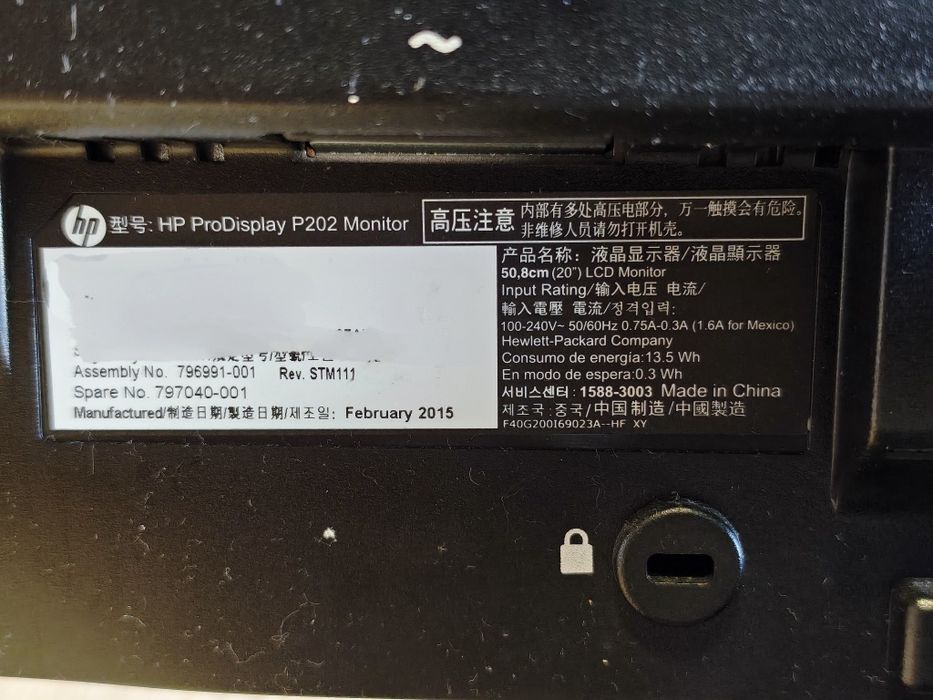 hp 型号: HP ProDisplay P202 Monitor
高压注意
内部有多处高压电部分，万一触摸会有危险。
非维修人员请勿打开机壳。
Assembly No. 796991-001 Rev. STM111
Spare No. 797040-001
Manufactured/制造日期/製造日期/제조일: February 2015
产品名称: 液晶显示器/液晶顯示器
50,8cm (20") LCD Monitor
Input Rating/输入电压 电流/
輸入電壓 電流/정격입력:
100-240V~ 50/60Hz 0.75A-0.3A (1.6A for Mexico)
Hewlett-Packard Company
Consumo de energía:13.5 Wh
En modo de espera:0.3 Wh
서비스센터 : 1588-3003 Made in China
제조국 :중국/中国制造/中國製造
F40G200I69023A--HF XY